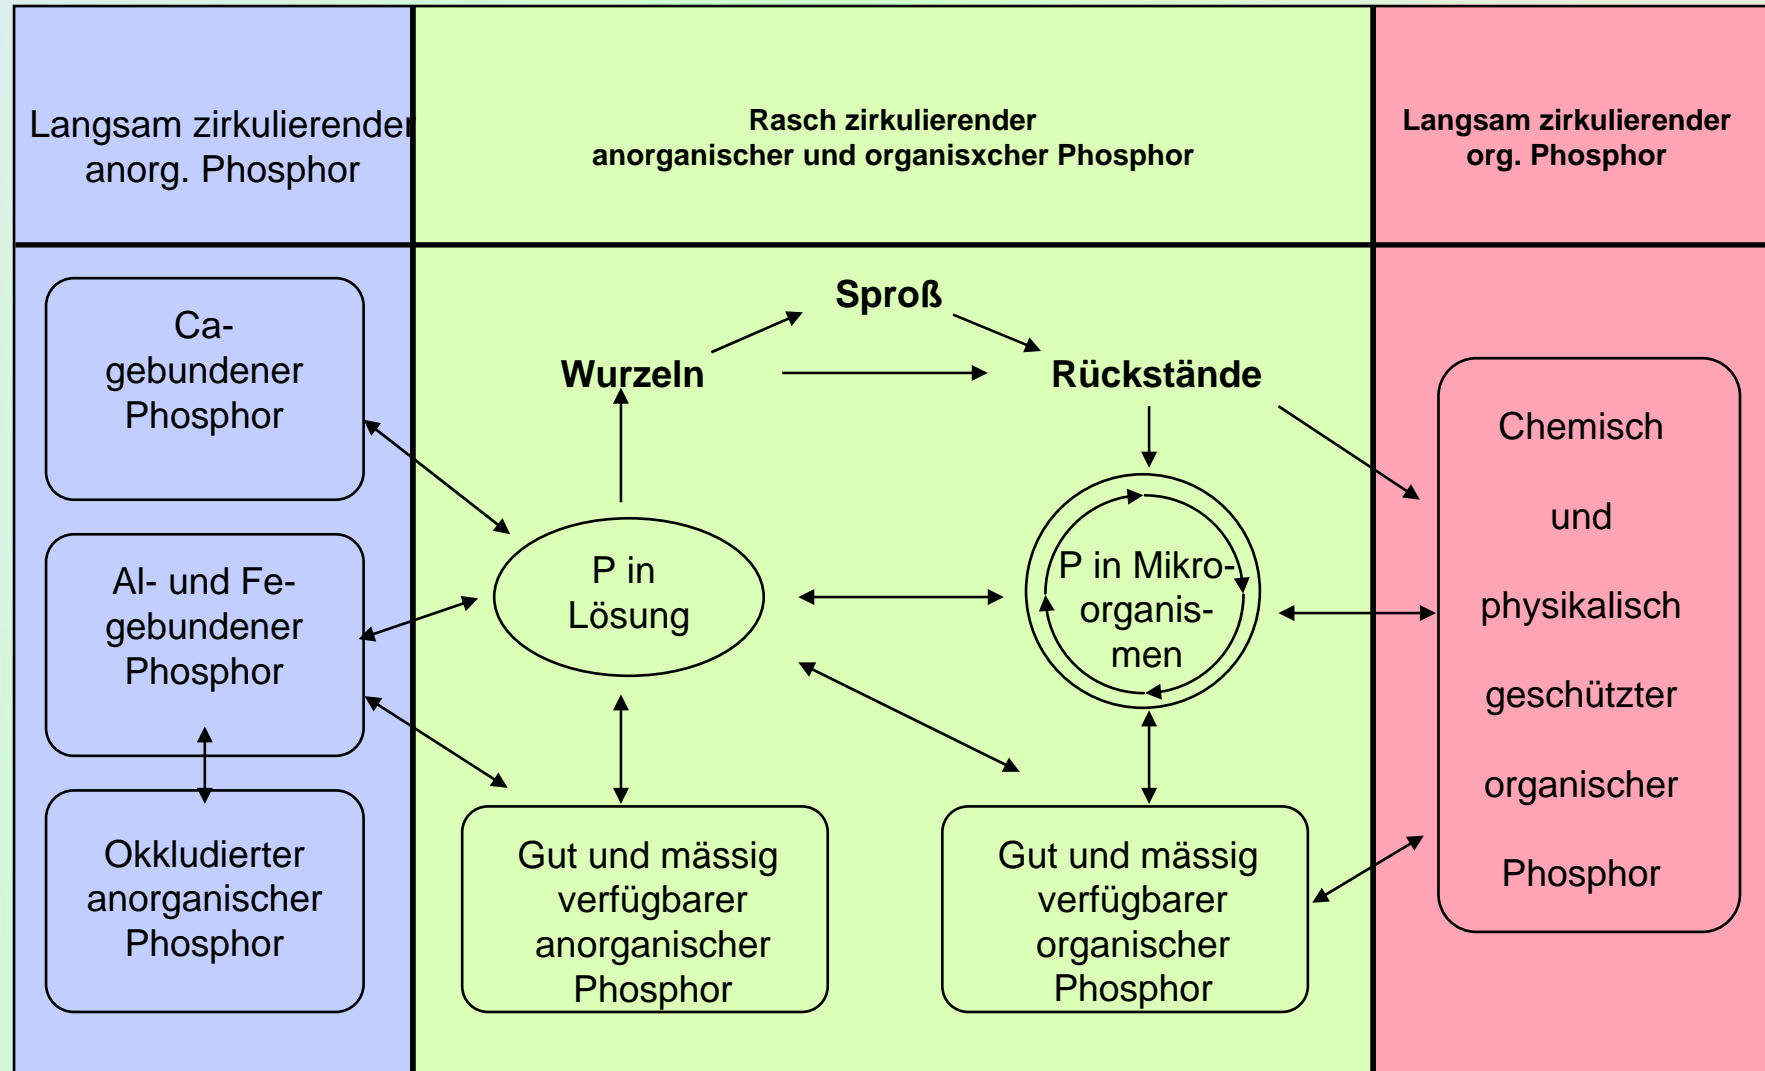 Langsam zirkulierender
anorg. Phosphor
Rasch zirkulierender
anorganischer und organisxcher Phosphor
Langsam zirkulierender
org. Phosphor
Ca-
gebundener
Phosphor
Al- und Fe-
gebundener
Phosphor
Okkludierter
anorganischer
Phosphor
Sproß
Wurzeln
Rückstände
P in
Lösung
P in Mikro-
organis-
men
Gut und mässig
verfügbarer
anorganischer
Phosphor
Gut und mässig
verfügbarer
organischer
Phosphor
Chemisch
und
physikalisch
geschützter
organischer
Phosphor